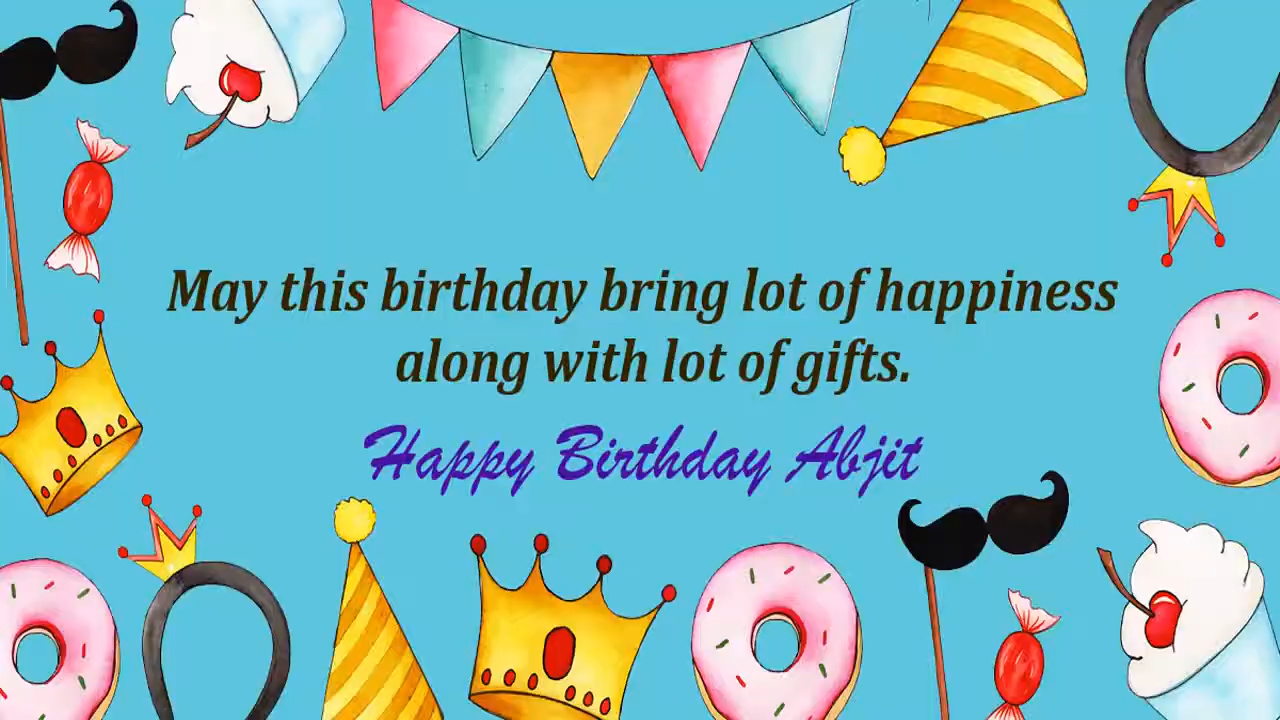 May this birthday bring lot of happiness
along with lot of gifts.
Happy Birthday Abjit